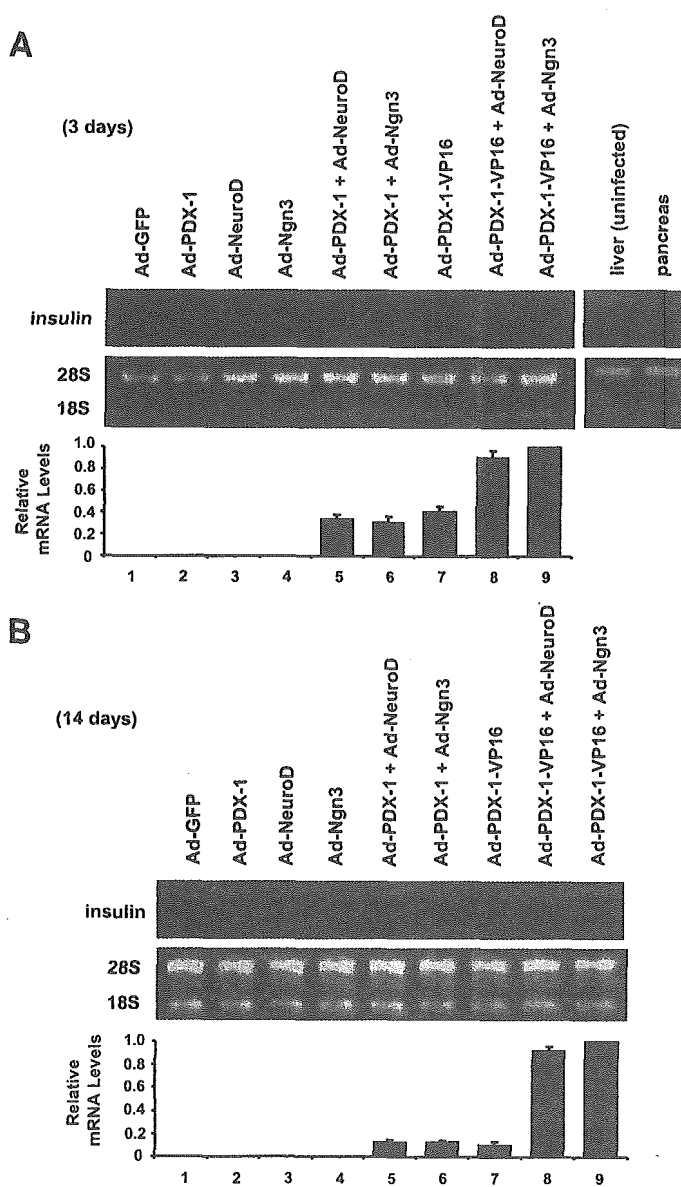 A
(3 days)
Ad-GFP
Ad-PDX-1
Ad-NeuroD
Ad-Ngn3
Ad-PDX-1 + Ad-NeuroD
Ad-PDX-1 + Ad-Ngn3
Ad-PDX-1-VP16
Ad-PDX-1-VP16 + Ad-NeuroD
Ad-PDX-1-VP16 + Ad-Ngn3
liver (uninfected)
pancreas
insulin
28S
18S
Relative
mRNA Levels
1.0
0.8
0.6
0.4
0.2
0
1 2 3 4 5 6 7 8 9
B
(14 days)
Ad-GFP
Ad-PDX-1
Ad-NeuroD
Ad-Ngn3
Ad-PDX-1 + Ad-NeuroD
Ad-PDX-1 + Ad-Ngn3
Ad-PDX-1-VP16
Ad-PDX-1-VP16 + Ad-NeuroD
Ad-PDX-1-VP16 + Ad-Ngn3
insulin
28S
18S
Relative
mRNA Levels
1.0
0.8
0.6
0.4
0.2
0
1 2 3 4 5 6 7 8 9